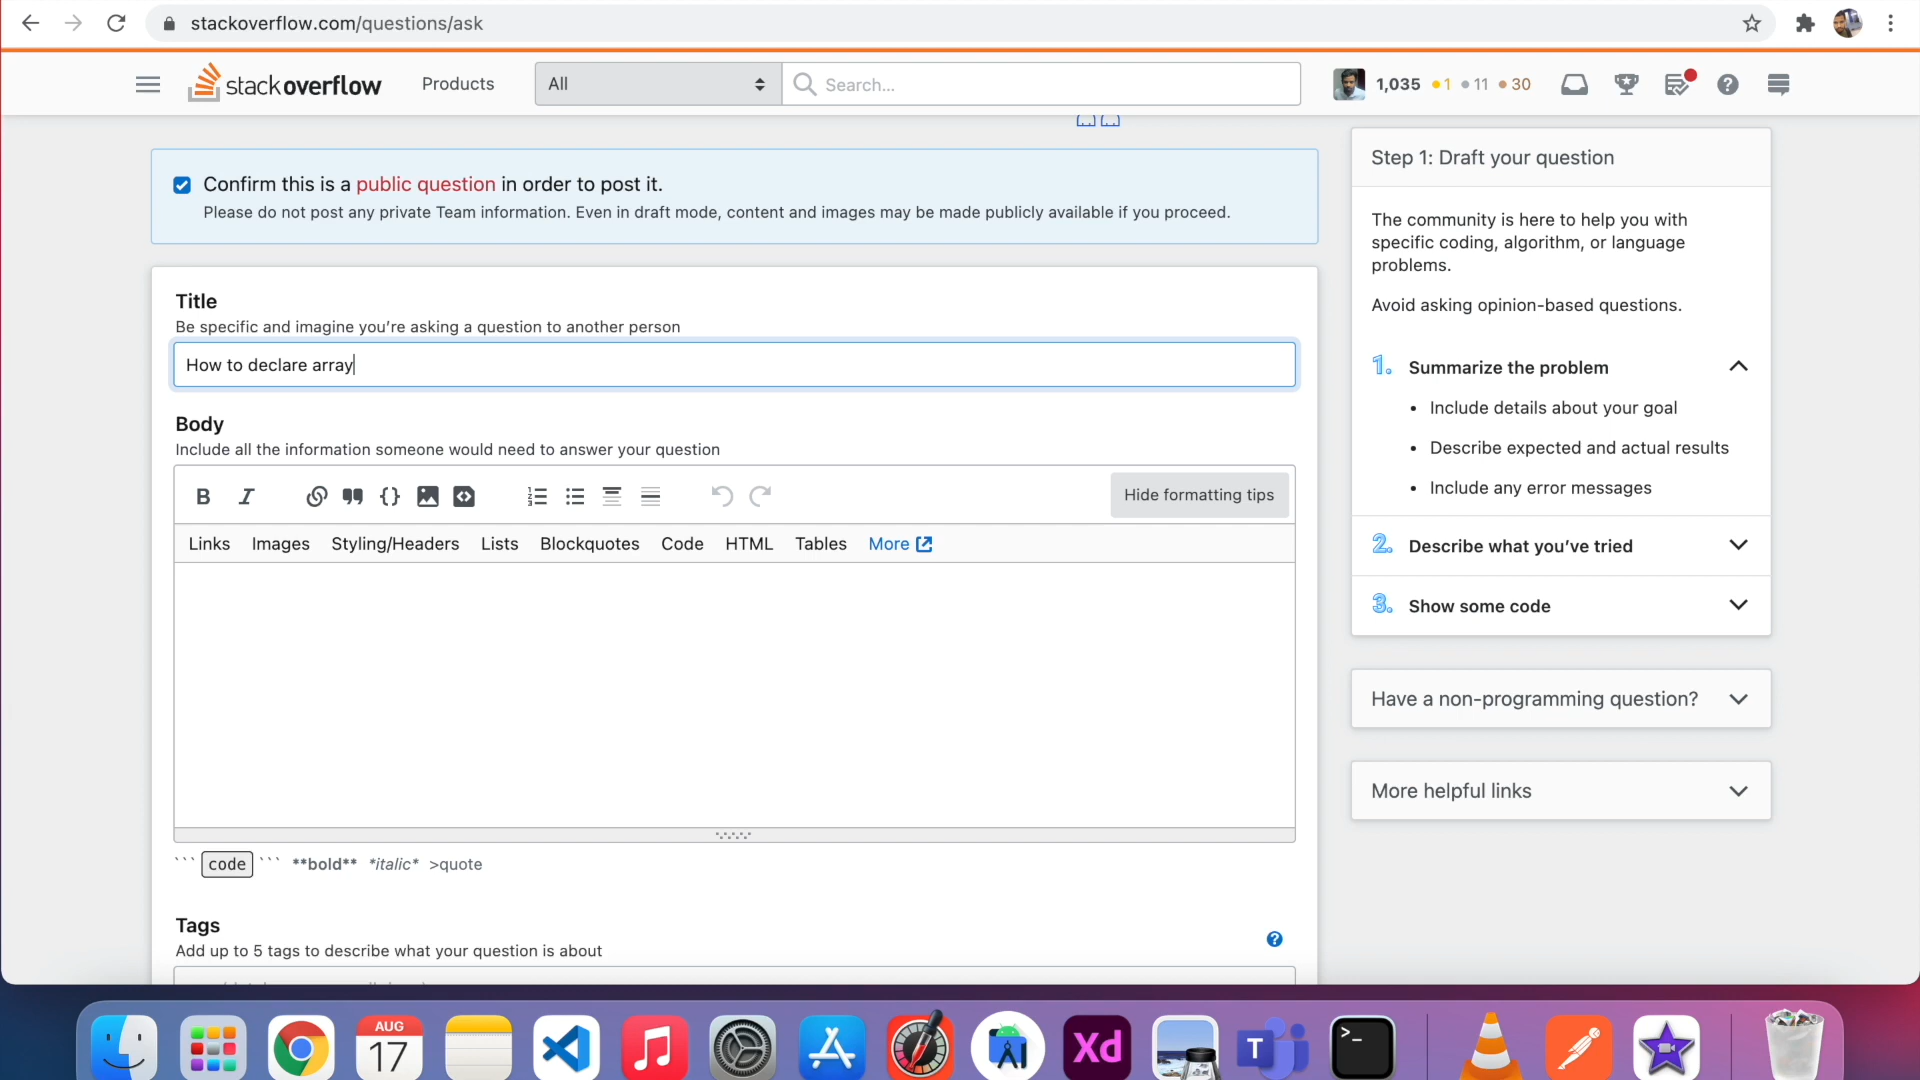 stackoverflow.com/questions/ask
stackoverflow
Products
All
Search...
1,035 1 11 30
Confirm this is a public question in order to post it.
Please do not post any private Team information. Even in draft mode, content and images may be made publicly available if you proceed.
Title
Be specific and imagine you’re asking a question to another person
How to declare array
Body
Include all the information someone would need to answer your question
B I
Hide formatting tips
Links Images Styling/Headers Lists Blockquotes Code HTML Tables More
``` code ``` **bold** *italic* >quote
Tags
Add up to 5 tags to describe what your question is about
Step 1: Draft your question
The community is here to help you with
specific coding, algorithm, or language
problems.
Avoid asking opinion-based questions.
1. Summarize the problem
• Include details about your goal
• Describe expected and actual results
• Include any error messages
2. Describe what you’ve tried
3. Show some code
Have a non-programming question?
More helpful links
AUG
17
Xd
T
>_